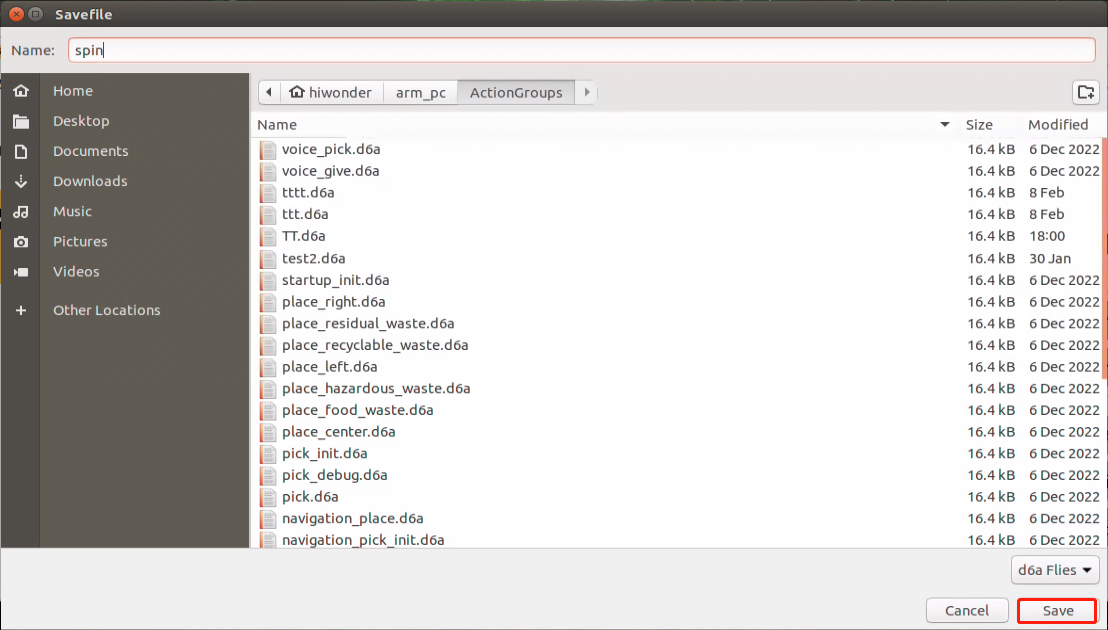 Savefile
Name: spin
Home
Desktop
Documents
Downloads
Music
Pictures
Videos
Other Locations
hiwonder arm_pc ActionGroups
Name Size Modified
voice_pick.d6a 16.4 kB 6 Dec 2022
voice_give.d6a 16.4 kB 6 Dec 2022
tttt.d6a 16.4 kB 8 Feb
ttt.d6a 16.4 kB 8 Feb
TT.d6a 16.4 kB 18:00
test2.d6a 16.4 kB 30 Jan
startup_init.d6a 16.4 kB 6 Dec 2022
place_right.d6a 16.4 kB 6 Dec 2022
place_residual_waste.d6a 16.4 kB 6 Dec 2022
place_recyclable_waste.d6a 16.4 kB 6 Dec 2022
place_left.d6a 16.4 kB 6 Dec 2022
place_hazardous_waste.d6a 16.4 kB 6 Dec 2022
place_food_waste.d6a 16.4 kB 6 Dec 2022
place_center.d6a 16.4 kB 6 Dec 2022
pick_init.d6a 16.4 kB 6 Dec 2022
pick_debug.d6a 16.4 kB 6 Dec 2022
pick.d6a 16.4 kB 6 Dec 2022
navigation_place.d6a 16.4 kB 6 Dec 2022
navigation_pick_init.d6a 16.4 kB 6 Dec 2022
d6a Flies
Cancel Save